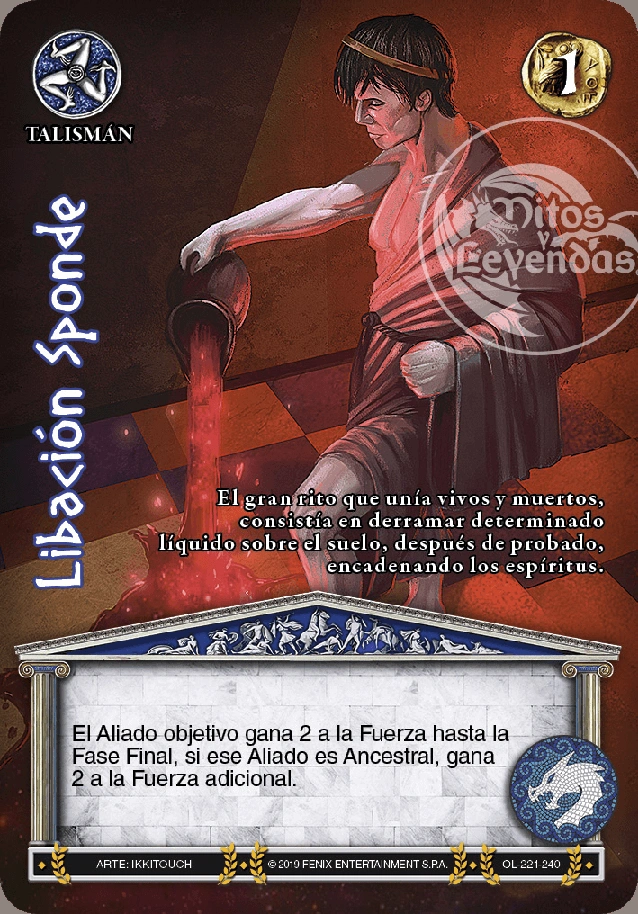 TALISMÁN
1
Mitos
y
Leyendas
Libación Sponde
El gran rito que unía vivos y muertos,
consistía en derramar determinado
líquido sobre el suelo, después de probado,
encadenando los espíritus.
El Aliado objetivo gana 2 a la Fuerza hasta la
Fase Final, si ese Aliado es Ancestral, gana
2 a la Fuerza adicional.
ARTE: IKKITOUCH
© 2019 FENIX ENTERTAINMENT S.P.A.
OL 221-240